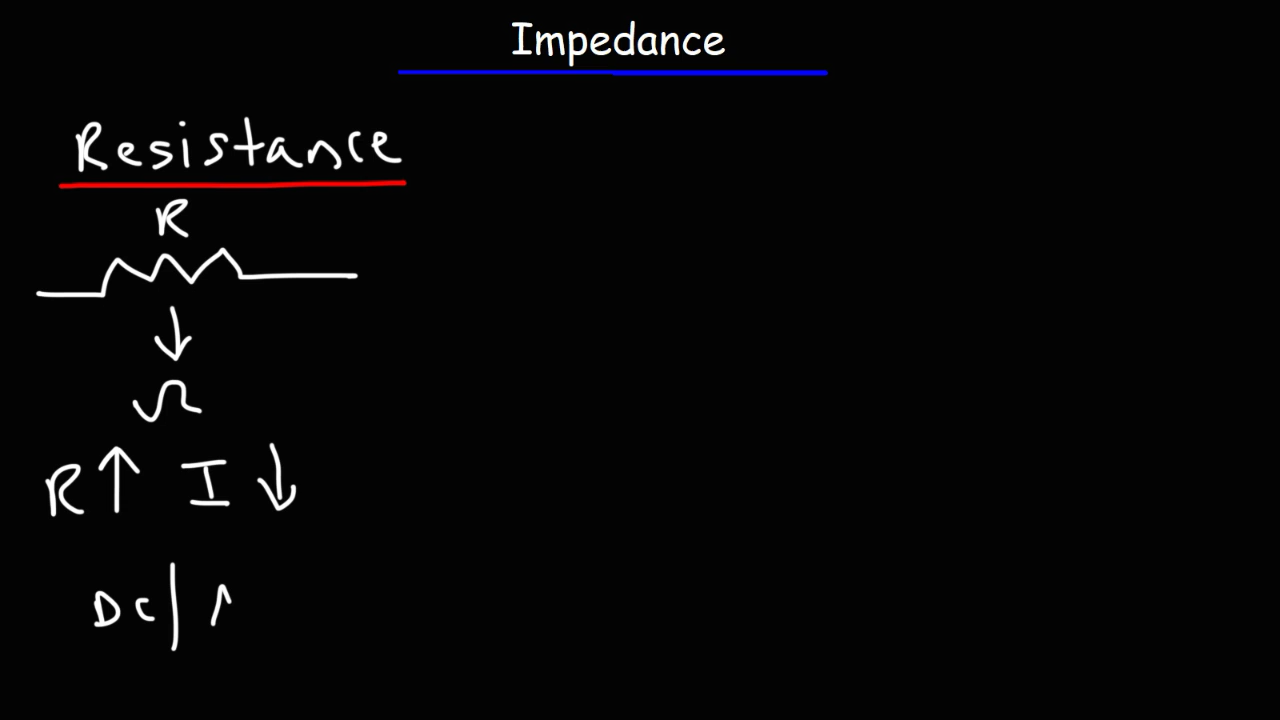 Impedance
Resistance
R
Ω
R↑ I↓
DC/